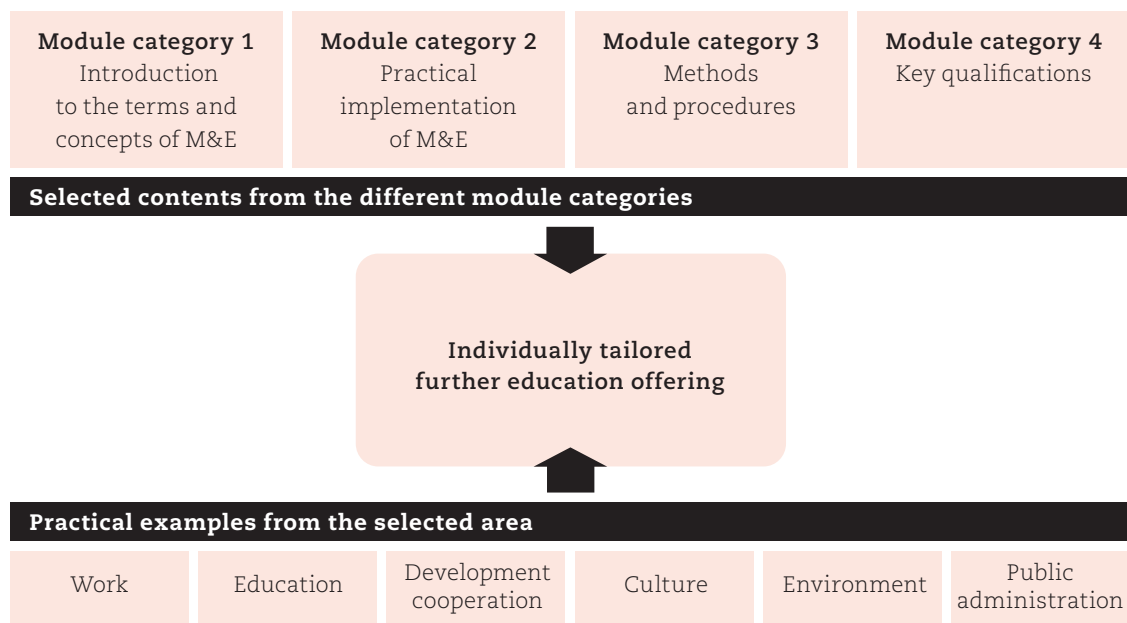 Module category 1
Introduction
to the terms and
concepts of M&E
Module category 2
Practical
implementation
of M&E
Module category 3
Methods
and procedures
Module category 4
Key qualifications
Selected contents from the different module categories
Individually tailored
further education offering
Practical examples from the selected area
Work
Education
Development
cooperation
Culture
Environment
Public
administration